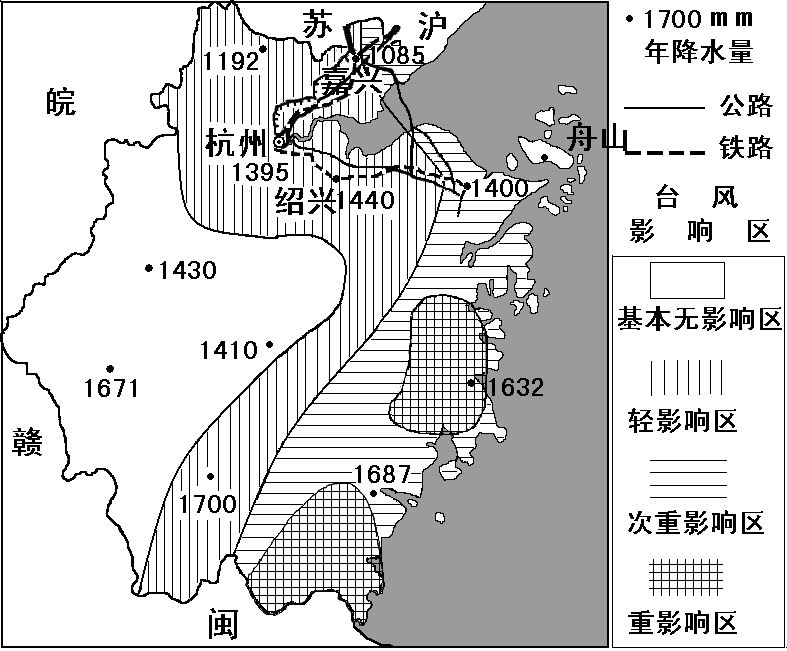 苏
沪
1192
1085
嘉兴
皖
杭州
舟山
1395
绍兴
1440
1400
1430
1410
1671
1632
赣
1687
1700
闽
1700mm
年降水量
公路
铁路
台 风
影 响 区
基本无影响区
轻影响区
次重影响区
重影响区